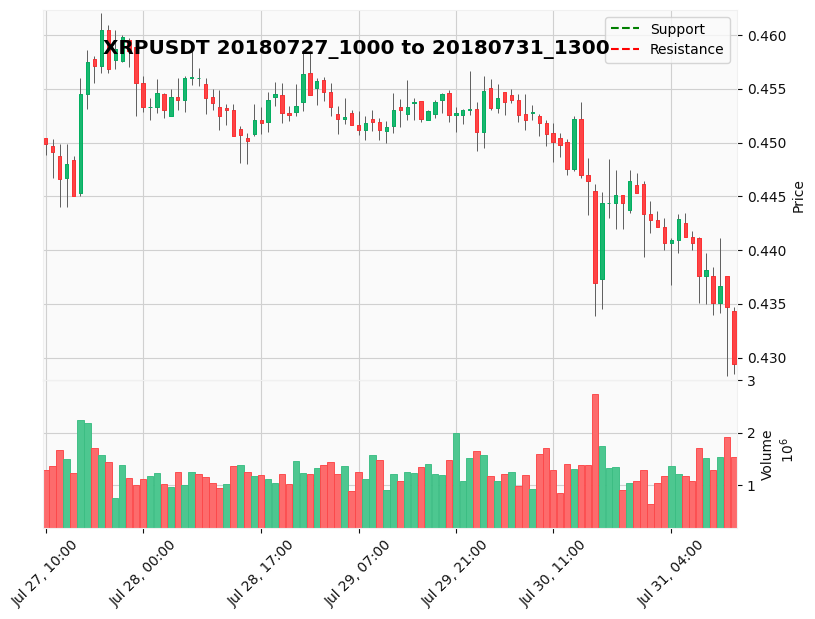 XRPUSDT 20180727_1000 to 20180731_1300
Support
Resistance
0.460
0.455
0.450
0.445
0.440
0.435
0.430
Price
3
2
1
Volume
10^6
Jul 27, 10:00
Jul 28, 00:00
Jul 28, 17:00
Jul 29, 07:00
Jul 29, 21:00
Jul 30, 11:00
Jul 31, 04:00